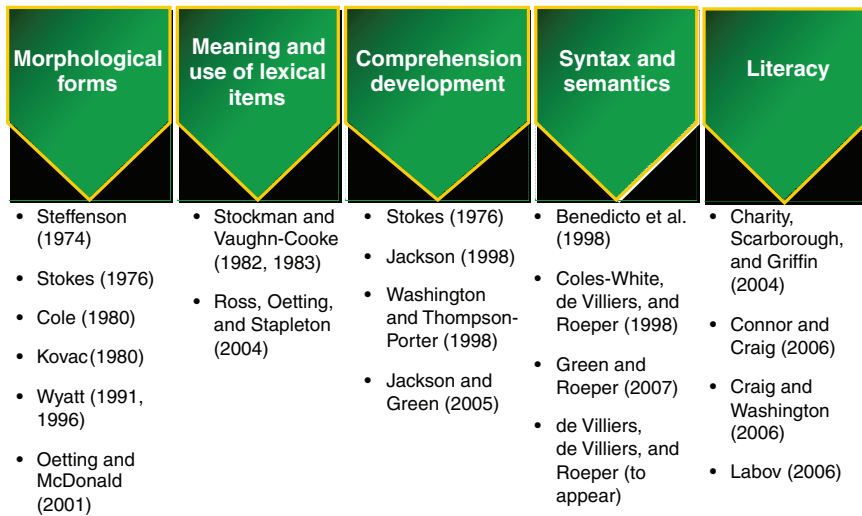 Morphological
forms
• Steffenson
(1974)
• Stokes (1976)
• Cole (1980)
• Kovac(1980)
• Wyatt (1991,
1996)
• Oetting and
McDonald
(2001)
Meaning and
use of lexical
items
• Stockman and
Vaughn-Cooke
(1982, 1983)
• Ross, Oetting,
and Stapleton
(2004)
Comprehension
development
• Stokes (1976)
• Jackson (1998)
• Washington
and Thompson-
Porter (1998)
• Jackson and
Green (2005)
Syntax and
semantics
• Benedicto et al.
(1998)
• Coles-White,
de Villiers, and
Roeper (1998)
• Green and
Roeper (2007)
• de Villiers,
de Villiers, and
Roeper (to
appear)
Literacy
• Charity,
Scarborough,
and Griffin
(2004)
• Connor and
Craig (2006)
• Craig and
Washington
(2006)
• Labov (2006)